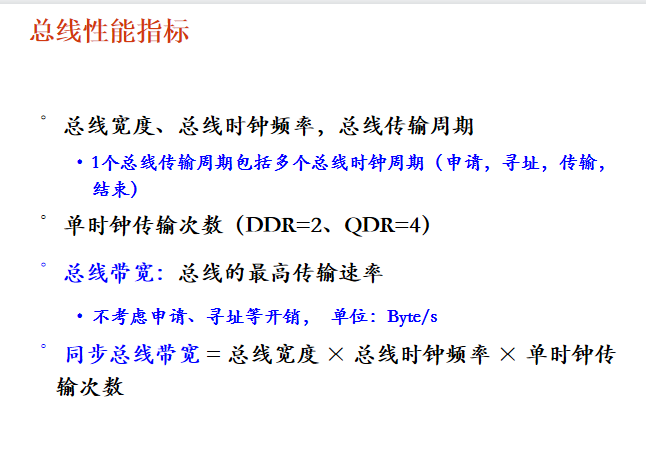 总线性能指标
总线宽度、总线时钟频率，总线传输周期
• 1个总线传输周期包括多个总线时钟周期（申请，寻址，传输，
结束）
单时钟传输次数（DDR=2、QDR=4）
总线带宽：总线的最高传输速率
• 不考虑申请、寻址等开销， 单位：Byte/s
同步总线带宽 = 总线宽度 × 总线时钟频率 × 单时钟传
输次数